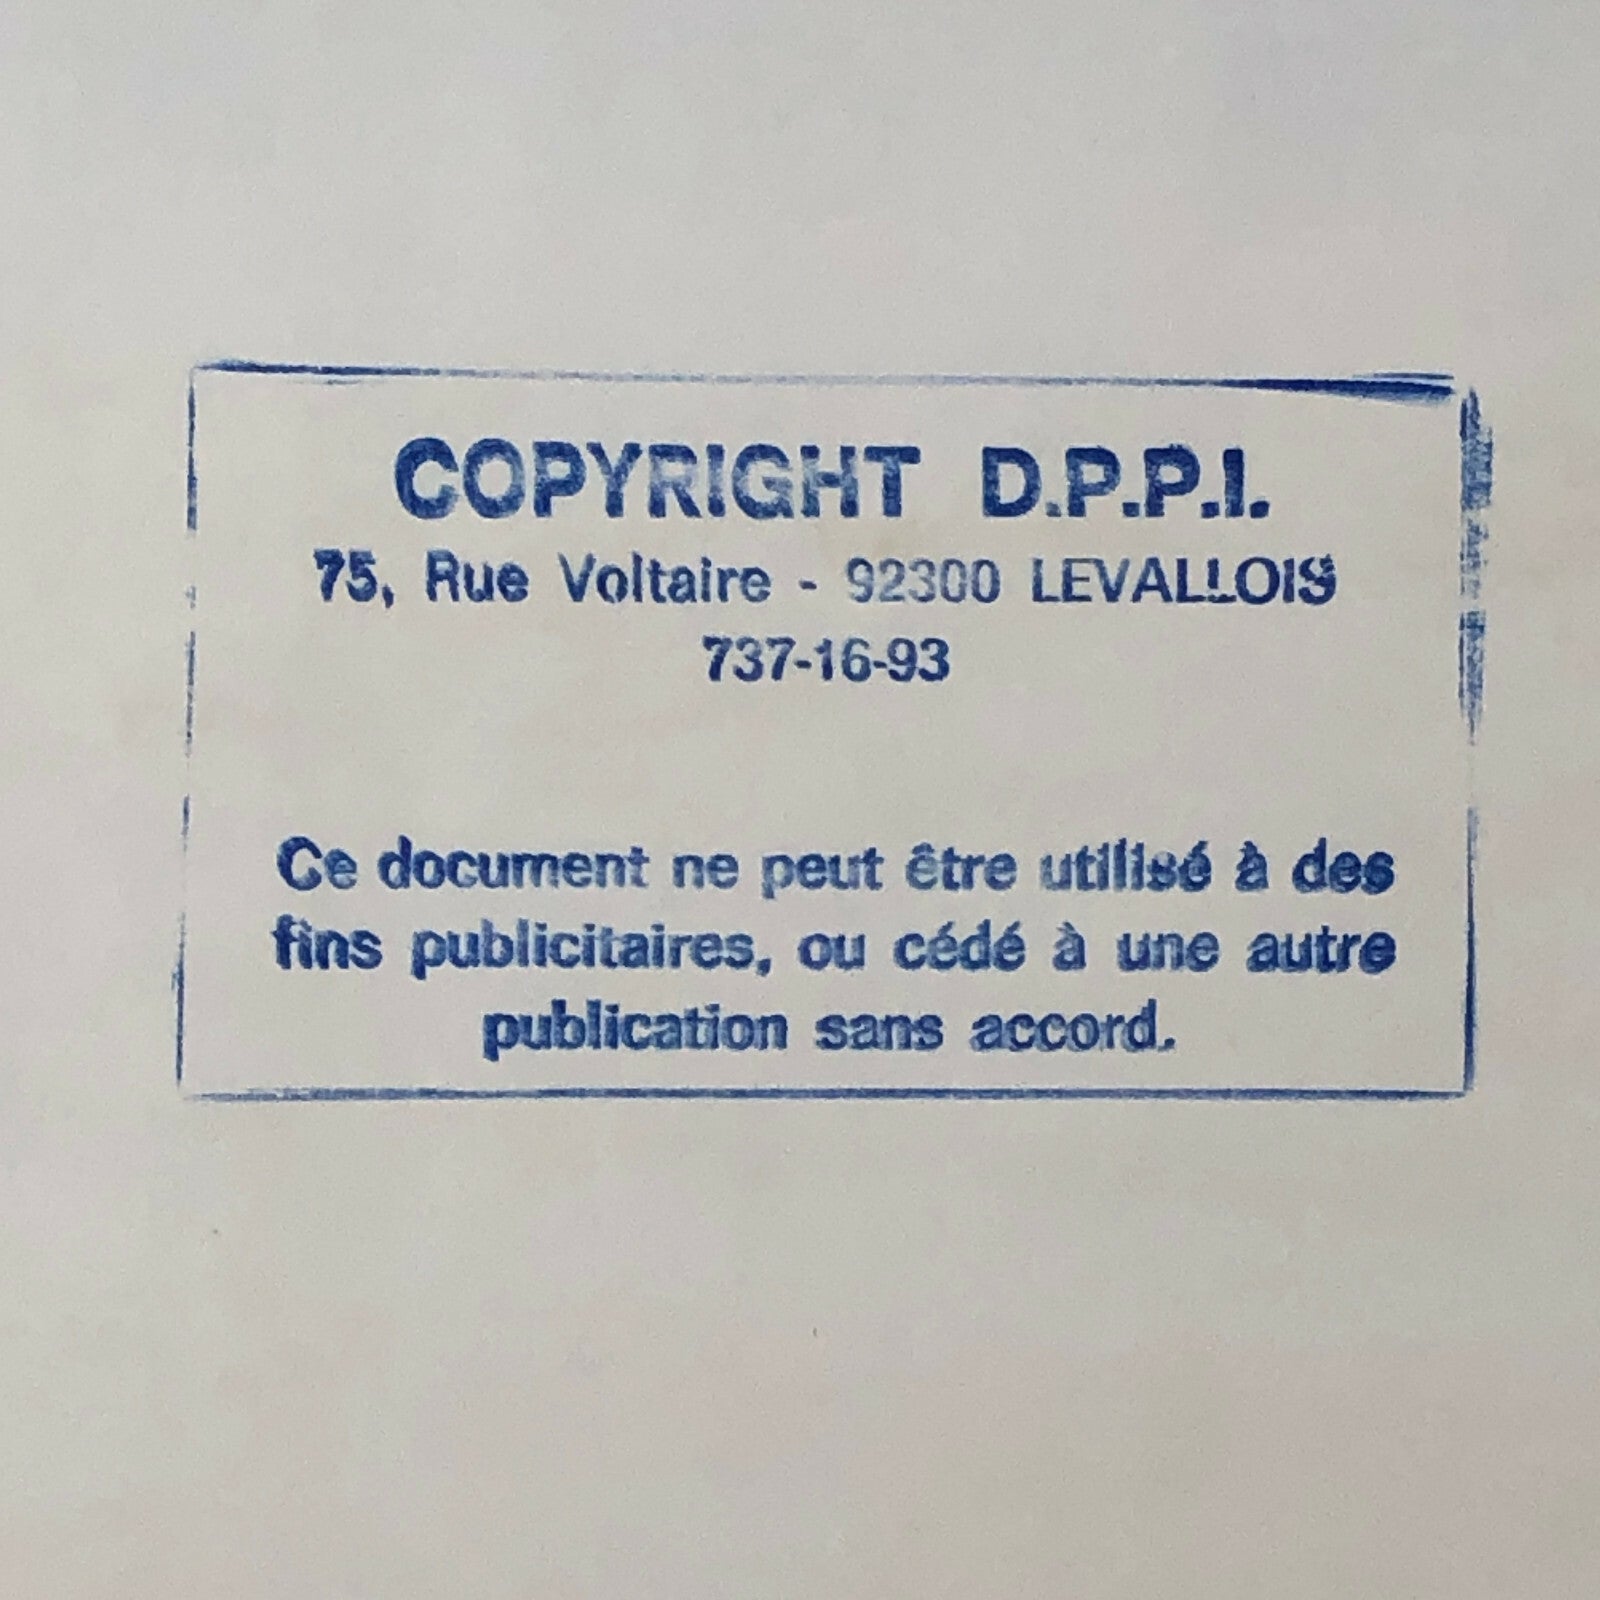 COPYRIGHT D.P.P.I.
75, Rue Voltaire - 92300 LEVALLOIS
737-16-93
Ce document ne peut être utilisé à des
fins publicitaires, ou cédé à une autre
publication sans accord.